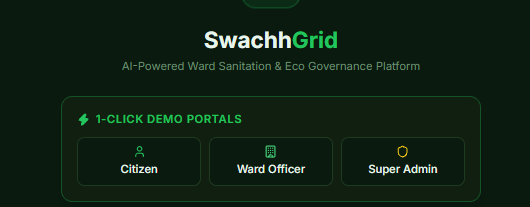 SwachhGrid
AI-Powered Ward Sanitation & Eco Governance Platform
1-CLICK DEMO PORTALS
Citizen
Ward Officer
Super Admin